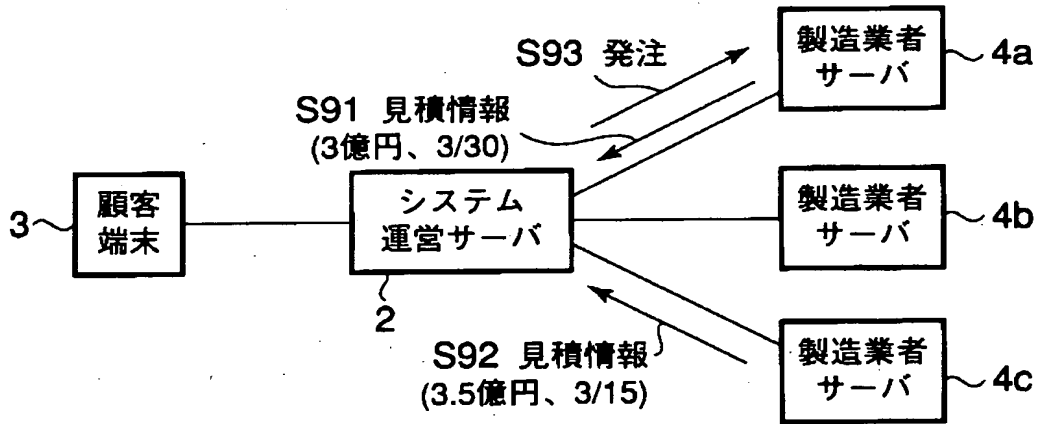 製造業者
サーバ
4a
S93 発注
S91 見積情報
(3億円、3/30)
3
顧客
端末
システム
運営サーバ
2
製造業者
サーバ
4b
S92 見積情報
(3.5億円、3/15)
製造業者
サーバ
4c